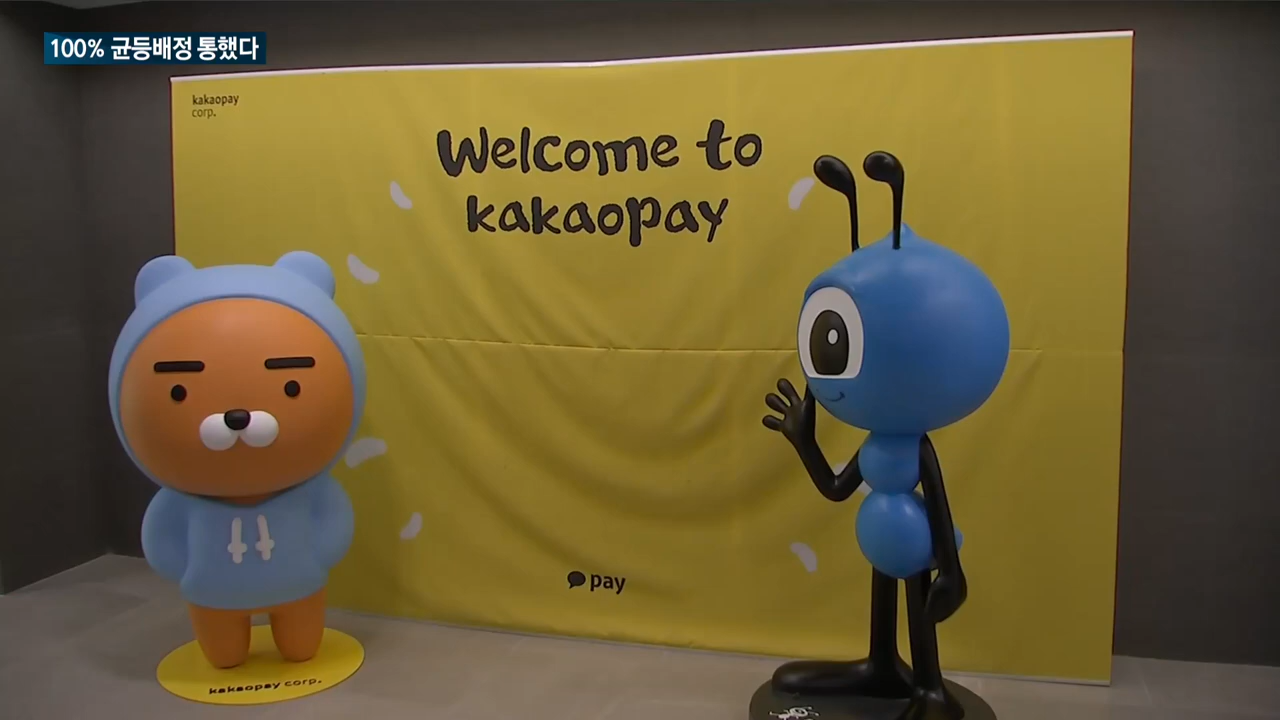 100% 균등배정 통했다
kakaopay
corp.
Welcome to
kakaopay
pay
kakaopay corp.